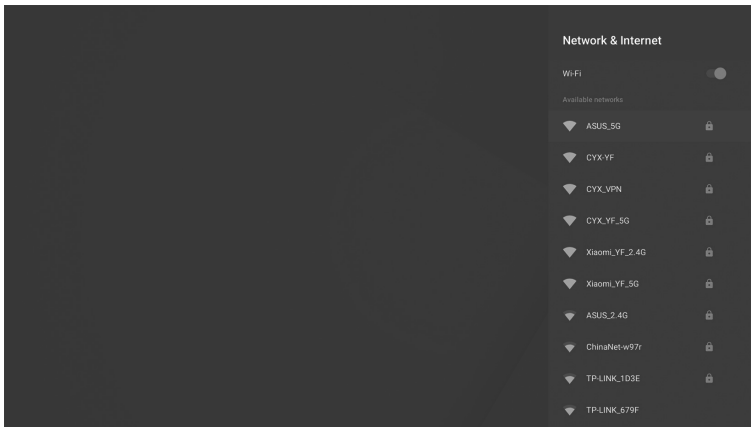 Network & Internet
Wi-Fi
Available networks
ASUS_5G
CYX-YF
CYX_VPN
CYX_YF_5G
Xiaomi_YF_2.4G
Xiaomi_YF_5G
ASUS_2.4G
ChinaNet-w97r
TP-LINK_1D3E
TP-LINK_679F